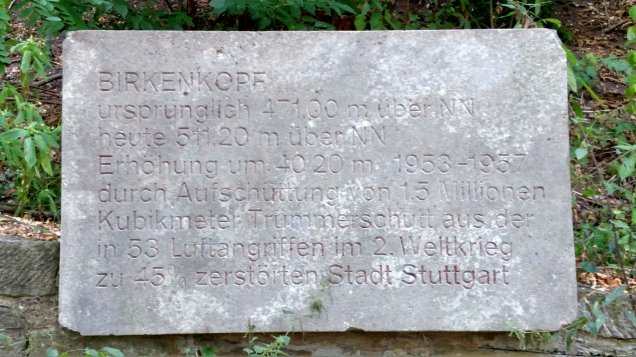 BIRKENKOPF
ursprünglich 471.00 m über NN
heute 511.20 m über NN
Erhöhung um 40.20 m 1953-1957
durch Aufschüttung von 1.5 Millionen
Kubikmeter Trümmerschutt aus der
in 53 Luftangriffen im 2. Weltkrieg
zu 45% zerstörten Stadt Stuttgart